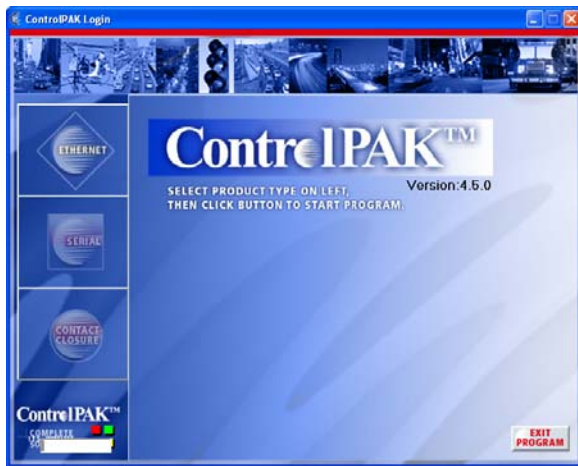 ControlPAK Login
ETHERNET
SERIAL
CONTACT-
CLOSURE
ControlPAK™
Version:4.5.0
SELECT PRODUCT TYPE ON LEFT,
THEN CLICK BUTTON TO START PROGRAM.
ControlPAK™
COMPLETE
EXIT
PROGRAM